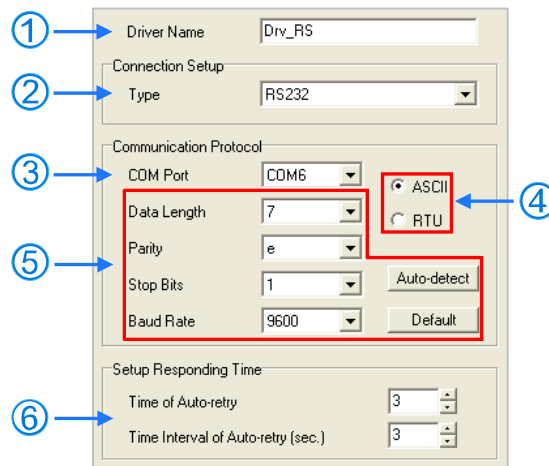 ① Driver Name Drv_RS
Connection Setup
② Type RS232
Communication Protocol
③ COM Port COM6
ASCII
④
RTU
Data Length 7
⑤
Parity e
Stop Bits 1
Auto-detect
Baud Rate 9600
Default
Setup Responding Time
Time of Auto-retry 3
⑥
Time Interval of Auto-retry (sec.) 3